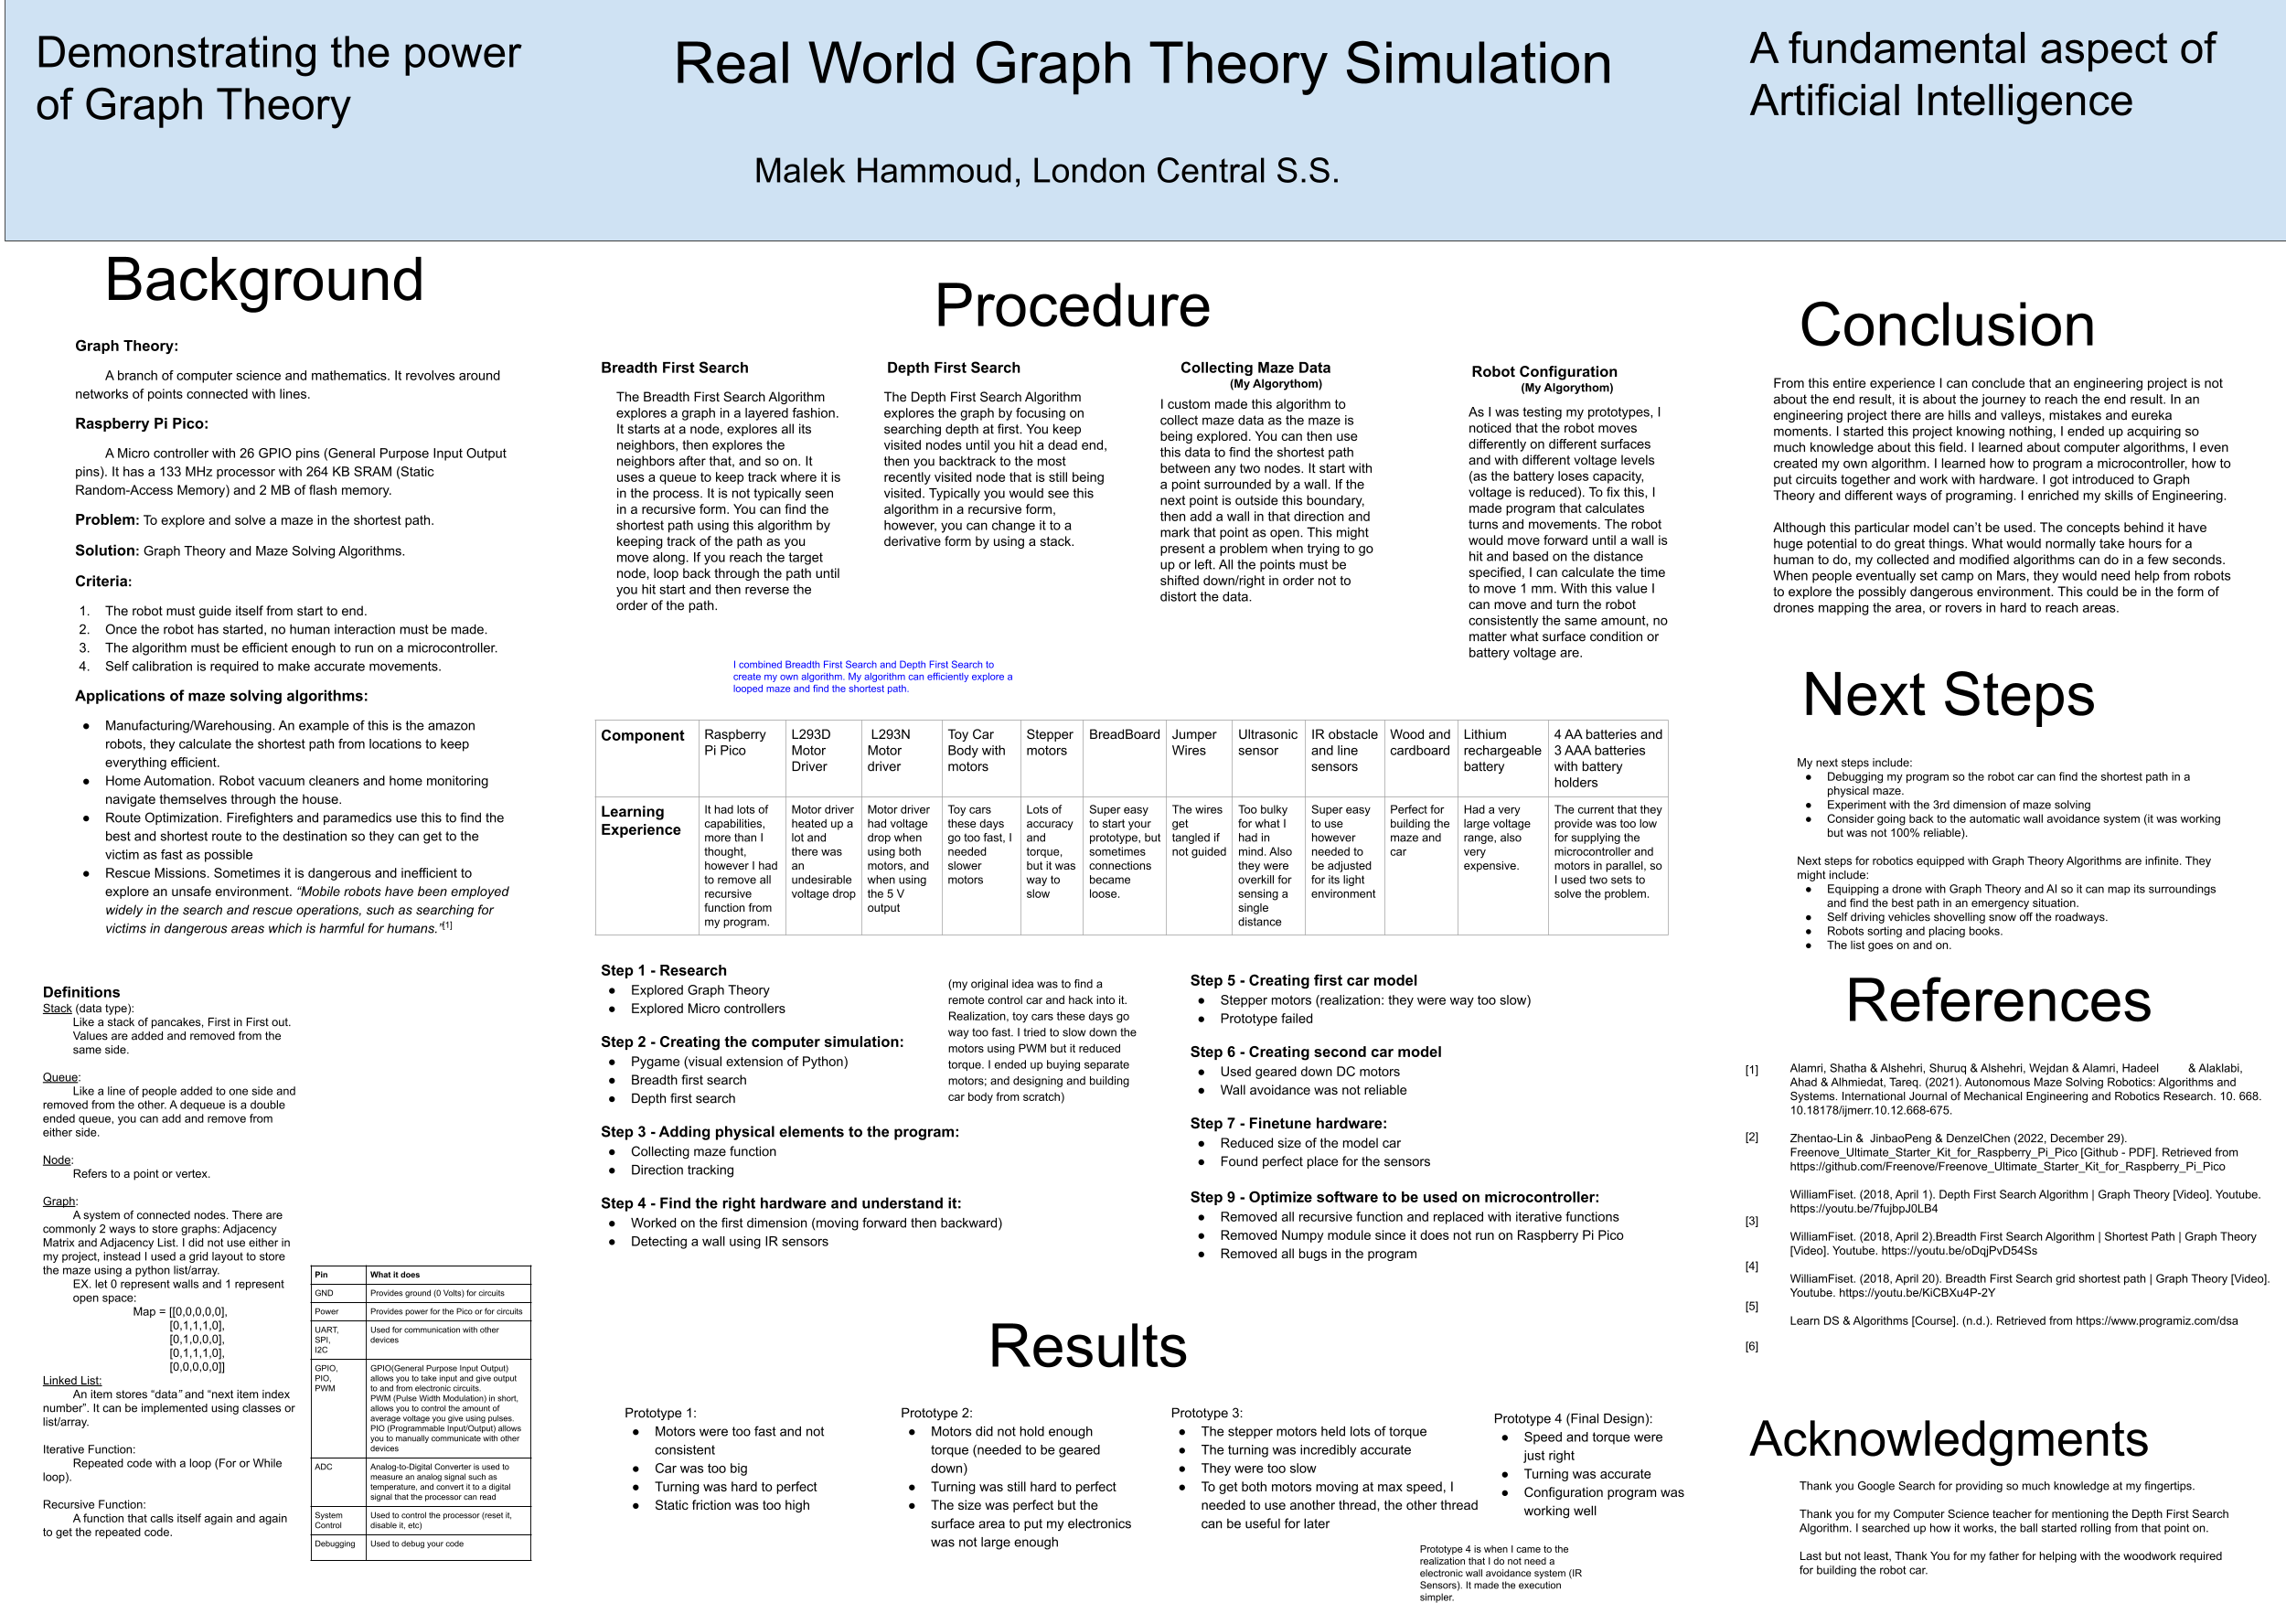 Demonstrating the power
of Graph Theory
Real World Graph Theory Simulation
Malek Hammoud, London Central S.S.
A fundamental aspect of
Artificial Intelligence
Background
Graph Theory:
A branch of computer science and mathematics. It revolves around
networks of points connected with lines.
Raspberry Pi Pico:
A Micro controller with 26 GPIO pins (General Purpose Input Output
pins). It has a 133 MHz processor with 264 KB SRAM (Static
Random-Access Memory) and 2 MB of flash memory.
Problem: To explore and solve a maze in the shortest path.
Solution: Graph Theory and Maze Solving Algorithms.
Criteria:
1. The robot must guide itself from start to end.
2. Once the robot has started, no human interaction must be made.
3. The algorithm must be efficient enough to run on a microcontroller.
4. Self calibration is required to make accurate movements.
Applications of maze solving algorithms:
● Manufacturing/Warehousing. An example of this is the amazon
robots, they calculate the shortest path from locations to keep
everything efficient.
● Home Automation. Robot vacuum cleaners and home monitoring
navigate themselves through the house.
● Route Optimization. Firefighters and paramedics use this to find the
best and shortest route to the destination so they can get to the
victim as fast as possible
● Rescue Missions. Sometimes it is dangerous and inefficient to
explore an unsafe environment. “Mobile robots have been employed
widely in the search and rescue operations, such as searching for
victims in dangerous areas which is harmful for humans.”[1]
Definitions
Stack (data type):
Like a stack of pancakes, First in First out.
Values are added and removed from the
same side.
Queue:
Like a line of people added to one side and
removed from the other. A dequeue is a double
ended queue, you can add and remove from
either side.
Node:
Refers to a point or vertex.
Graph:
A system of connected nodes. There are
commonly 2 ways to store graphs: Adjacency
Matrix and Adjacency List. I did not use either in
my project, instead I used a grid layout to store
the maze using a python list/array.
EX. let 0 represent walls and 1 represent
open space:
Map = [[0,0,0,0,0],
[0,1,1,1,0],
[0,1,0,0,0],
[0,1,1,1,0],
[0,0,0,0,0]]
Linked List:
An item stores “data” and “next item index
number”. It can be implemented using classes or
list/array.
Iterative Function:
Repeated code with a loop (For or While
loop).
Recursive Function:
A function that calls itself again and again
to get the repeated code.
Pin What it does
GND Provides ground (0 Volts) for circuits
Power Provides power for the Pico or for circuits
UART, Used for communication with other
SPI, devices
I2C
GPIO, GPIO(General Purpose Input Output)
PIO, allows you to take input and give output
PWM to and from electronic circuits.
PWM (Pulse Width Modulation) in short,
allows you to control the amount of
average voltage you give using pulses.
PIO (Programmable Input/Output) allows
you to manually communicate with other
devices
ADC Analog-to-Digital Converter is used to
measure an analog signal such as
temperature, and convert it to a digital
signal that the processor can read
System Used to control the processor (reset it,
Control disable it, etc)
Debugging Used to debug your code
Procedure
Breadth First Search
The Breadth First Search Algorithm
explores a graph in a layered fashion.
It starts at a node, explores all its
neighbors, then explores the
neighbors after that, and so on. It
uses a queue to keep track where it is
in the process. It is not typically seen
in a recursive form. You can find the
shortest path using this algorithm by
keeping track of the path as you
move along. If you reach the target
node, loop back through the path until
you hit start and then reverse the
order of the path.
Depth First Search
The Depth First Search Algorithm
explores the graph by focusing on
searching depth at first. You keep
visited nodes until you hit a dead end,
then you backtrack to the most
recently visited node that is still being
visited. Typically you would see this
algorithm in a recursive form,
however, you can change it to a
derivative form by using a stack.
Collecting Maze Data
(My Algorythom)
I custom made this algorithm to
collect maze data as the maze is
being explored. You can then use
this data to find the shortest path
between any two nodes. It start with
a point surrounded by a wall. If the
next point is outside this boundary,
then add a wall in that direction and
mark that point as open. This might
present a problem when trying to go
up or left. All the points must be
shifted down/right in order not to
distort the data.
Robot Configuration
(My Algorythom)
As I was testing my prototypes, I
noticed that the robot moves
differently on different surfaces
and with different voltage levels
(as the battery loses capacity,
voltage is reduced). To fix this, I
made program that calculates
turns and movements. The robot
would move forward until a wall is
hit and based on the distance
specified, I can calculate the time
to move 1 mm. With this value I
can move and turn the robot
consistently the same amount, no
matter what surface condition or
battery voltage are.
I combined Breadth First Search and Depth First Search to
create my own algorithm. My algorithm can efficiently explore a
looped maze and find the shortest path.
Component
Raspberry
Pi Pico
L293D
Motor
Driver
L293N
Motor
driver
Toy Car
Body with
motors
Stepper
motors
BreadBoard
Jumper
Wires
Ultrasonic
sensor
IR obstacle
and line
sensors
Wood and
cardboard
Lithium
rechargeable
battery
4 AA batteries and
3 AAA batteries
with battery
holders
Learning
Experience
It had lots of
capabilities,
more than I
thought,
however I had
to remove all
recursive
function from
my program.
Motor driver
heated up a
lot and
there was
an
undesirable
voltage drop
Motor driver
had voltage
drop when
using both
motors, and
when using
the 5 V
output
Toy cars
these days
go too fast, I
needed
slower
motors
Lots of
accuracy
and
torque,
but it was
way to
slow
Super easy
to start your
prototype, but
sometimes
connections
became
loose.
The wires
get
tangled if
not guided
Too bulky
for what I
had in
mind. Also
they were
overkill for
sensing a
single
distance
Super easy
to use
however
needed to
be adjusted
for its light
environment
Perfect for
building the
maze and
car
Had a very
large voltage
range, also
very
expensive.
The current that they
provide was too low
for supplying the
microcontroller and
motors in parallel, so
I used two sets to
solve the problem.
Step 1 - Research
● Explored Graph Theory
● Explored Micro controllers
Step 2 - Creating the computer simulation:
● Pygame (visual extension of Python)
● Breadth first search
● Depth first search
Step 3 - Adding physical elements to the program:
● Collecting maze function
● Direction tracking
Step 4 - Find the right hardware and understand it:
● Worked on the first dimension (moving forward then backward)
● Detecting a wall using IR sensors
(my original idea was to find a
remote control car and hack into it.
Realization, toy cars these days go
way too fast. I tried to slow down the
motors using PWM but it reduced
torque. I ended up buying separate
motors; and designing and building
car body from scratch)
Step 5 - Creating first car model
● Stepper motors (realization: they were way too slow)
● Prototype failed
Step 6 - Creating second car model
● Used geared down DC motors
● Wall avoidance was not reliable
Step 7 - Finetune hardware:
● Reduced size of the model car
● Found perfect place for the sensors
Step 9 - Optimize software to be used on microcontroller:
● Removed all recursive function and replaced with iterative functions
● Removed Numpy module since it does not run on Raspberry Pi Pico
● Removed all bugs in the program
Results
Prototype 1:
● Motors were too fast and not
consistent
● Car was too big
● Turning was hard to perfect
● Static friction was too high
Prototype 2:
● Motors did not hold enough
torque (needed to be geared
down)
● Turning was still hard to perfect
● The size was perfect but the
surface area to put my electronics
was not large enough
Prototype 3:
● The stepper motors held lots of torque
● The turning was incredibly accurate
● They were too slow
● To get both motors moving at max speed, I
needed to use another thread, the other thread
can be useful for later
Prototype 4 (Final Design):
● Speed and torque were
just right
● Turning was accurate
● Configuration program was
working well
Prototype 4 is when I came to the
realization that I do not need a
electronic wall avoidance system (IR
Sensors). It made the execution
simpler.
Conclusion
From this entire experience I can conclude that an engineering project is not
about the end result, it is about the journey to reach the end result. In an
engineering project there are hills and valleys, mistakes and eureka
moments. I started this project knowing nothing, I ended up acquiring so
much knowledge about this field. I learned about computer algorithms, I even
created my own algorithm. I learned how to program a microcontroller, how to
put circuits together and work with hardware. I got introduced to Graph
Theory and different ways of programing. I enriched my skills of Engineering.
Although this particular model can’t be used. The concepts behind it have
huge potential to do great things. What would normally take hours for a
human to do, my collected and modified algorithms can do in a few seconds.
When people eventually set camp on Mars, they would need help from robots
to explore the possibly dangerous environment. This could be in the form of
drones mapping the area, or rovers in hard to reach areas.
Next Steps
My next steps include:
● Debugging my program so the robot car can find the shortest path in a
physical maze.
● Experiment with the 3rd dimension of maze solving
● Consider going back to the automatic wall avoidance system (it was working
but was not 100% reliable).
Next steps for robotics equipped with Graph Theory Algorithms are infinite. They
might include:
● Equipping a drone with Graph Theory and AI so it can map its surroundings
and find the best path in an emergency situation.
● Self driving vehicles shovelling snow off the roadways.
● Robots sorting and placing books.
● The list goes on and on.
References
[1] Alamri, Shatha & Alshehri, Shuruq & Alshehri, Wejdan & Alamri, Hadeel & Alaklabi,
Ahad & Alhmiedat, Tareq. (2021). Autonomous Maze Solving Robotics: Algorithms and
Systems. International Journal of Mechanical Engineering and Robotics Research. 10. 668.
10.18178/ijmerr.10.12.668-675.
[2] Zhentao-Lin & JinbaoPeng & DenzelChen (2022, December 29).
Freenove_Ultimate_Starter_Kit_for_Raspberry_Pi_Pico [Github - PDF]. Retrieved from
https://github.com/Freenove/Freenove_Ultimate_Starter_Kit_for_Raspberry_Pi_Pico
WilliamFiset. (2018, April 1). Depth First Search Algorithm | Graph Theory [Video]. Youtube.
https://youtu.be/7fujbpJ0LB4
[3]
WilliamFiset. (2018, April 2).Breadth First Search Algorithm | Shortest Path | Graph Theory
[Video]. Youtube. https://youtu.be/oDqjPvD54Ss
[4]
WilliamFiset. (2018, April 20). Breadth First Search grid shortest path | Graph Theory [Video].
Youtube. https://youtu.be/KiCBXu4P-2Y
[5]
Learn DS & Algorithms [Course]. (n.d.). Retrieved from https://www.programiz.com/dsa
[6]
Acknowledgments
Thank you Google Search for providing so much knowledge at my fingertips.
Thank you for my Computer Science teacher for mentioning the Depth First Search
Algorithm. I searched up how it works, the ball started rolling from that point on.
Last but not least, Thank You for my father for helping with the woodwork required
for building the robot car.